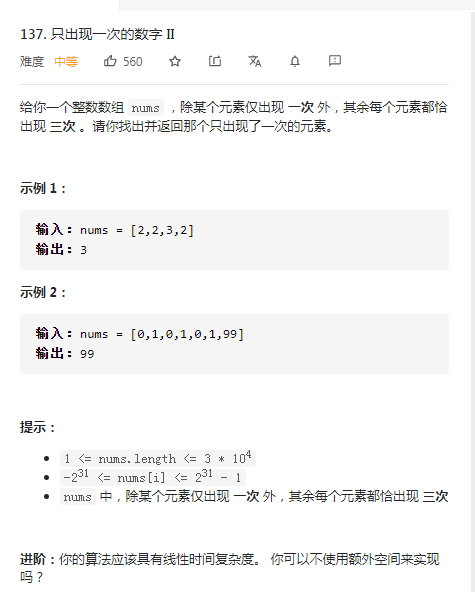 137. 只出现一次的数字 II
难度 中等 560
给你一个整数数组 nums ，除某个元素仅出现 一次 外，其余每个元素都恰
出现 三次 。请你找出并返回那个只出现了一次的元素。
示例 1：
输入：nums = [2,2,3,2]
输出：3
示例 2：
输入：nums = [0,1,0,1,0,1,99]
输出：99
提示：
1 <= nums.length <= 3 * 10⁴
-2³¹ <= nums[i] <= 2³¹ - 1
nums 中，除某个元素仅出现 一次 外，其余每个元素都恰出现 三次
进阶：你的算法应该具有线性时间复杂度。 你可以不使用额外空间来实现
吗？